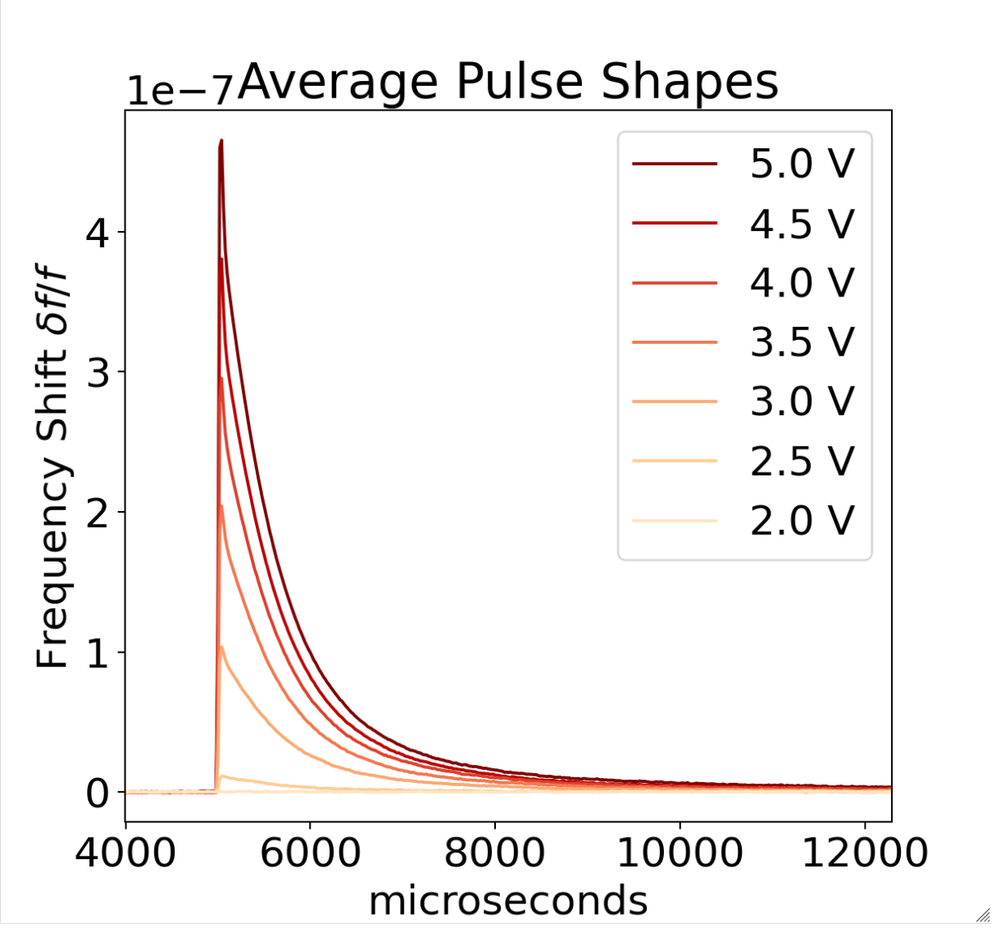 1e−7
Average Pulse Shapes
5.0 V
4.5 V
4.0 V
3.5 V
3.0 V
2.5 V
2.0 V
Frequency Shift δf/f
4
3
2
1
0
4000 6000 8000 10000 12000
microseconds